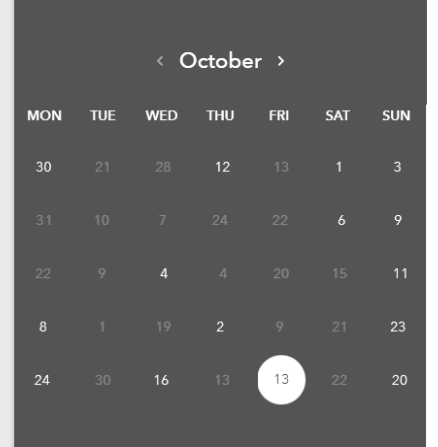 ‹ October ›
MON TUE WED THU FRI SAT SUN
30 21 28 12 13 1 3
31 10 7 24 22 6 9
22 9 4 4 20 15 11
8 1 19 2 9 21 23
24 30 16 13 13 22 20